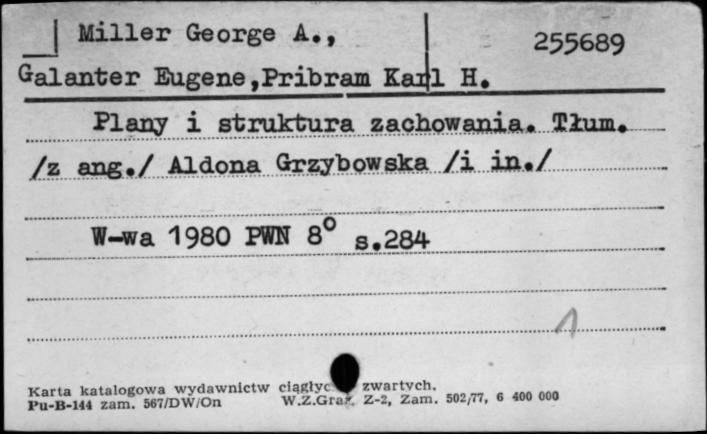 Miller George A.,
255689
Galanter Eugene,Pribram Karl H.
Plany i struktura zachowania. Tłum.
/z ang./ Aldona Grzybowska /i in./
W-wa 1980 PWN 8° s.284
1
Karta katalogowa wydawnictw zwartych.
Pu-B-144 zam. 567/DW/On W.Z.Graf. Z-2, Zam. 502/77, 6 400 000